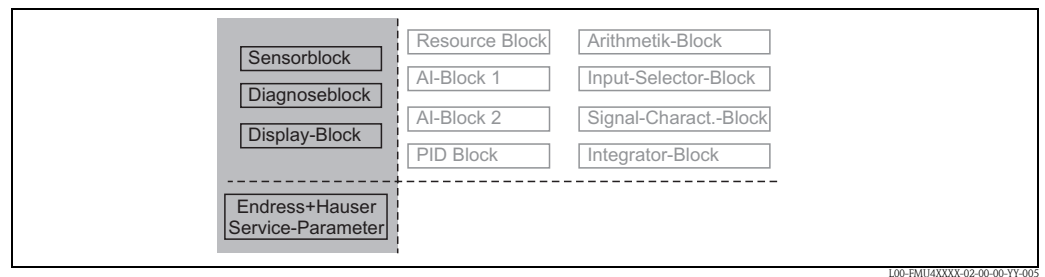 Sensorblock
Diagnoseblock
Display-Block
Endress+Hauser
Service-Parameter
Resource Block
AI-Block 1
AI-Block 2
PID Block
Arithmetik-Block
Input-Selector-Block
Signal-Charact.-Block
Integrator-Block
L00-FMU4XXXX-02-00-00-YY-005